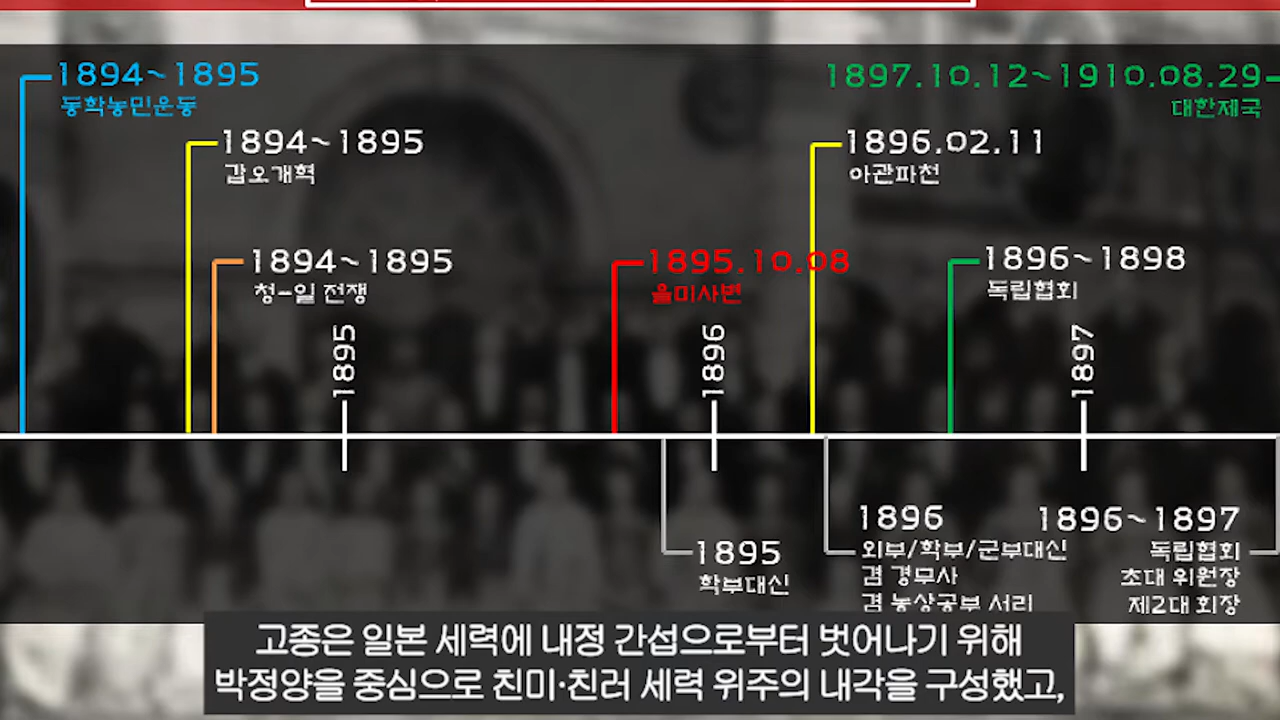 1894~1895
동학농민운동
1897.10.12~1910.08.29
대한제국
1894~1895
갑오개혁
1896.02.11
아관파천
1894~1895
청-일 전쟁
1895.10.08
을미사변
1896~1898
독립협회
1895
1896
1897
1895
학부대신
1896
외부/학부/군부대신
겸 경무사
겸 농상공부 서리
1896~1897
독립협회
초대 위원장
제2대 회장
고종은 일본 세력에 내정 간섭으로부터 벗어나기 위해
박정양을 중심으로 친미·친러 세력 위주의 내각을 구성했고,